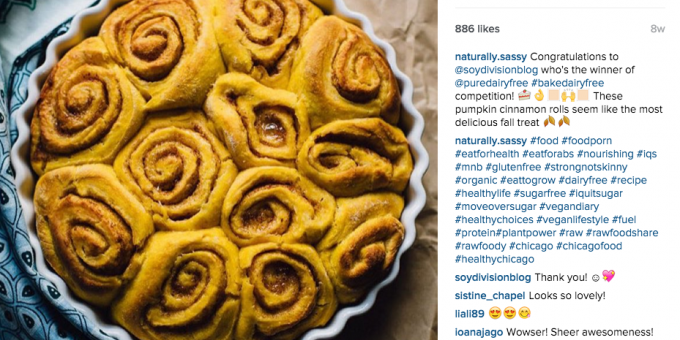 886 likes 8w
naturally.sassy Congratulations to
@soydivisionblog who's the winner of
@puredairyfree #bakedairyfree
competition! 🍰👌🏻🙌🏻 These
pumpkin cinnamon rolls seem like the most
delicious fall treat 🍂🍂
naturally.sassy #food #foodporn
#eatforhealth #eatforabs #nourishing #iqs
#mnb #glutenfree #strongnotskinny
#organic #eattogrow #dairyfree #recipe
#healthylife #sugarfree #iquitsugar
#moveoversugar #vegandiary
#healthychoices #veganlifestyle #fuel
#protein#plantpower #raw #rawfoodshare
#rawfoody #chicago #chicagofood
#healthychicago
soydivisionblog Thank you! ☺💖
sistine_chapel Looks so lovely!
liali89 😍😍😋
ioanajago Wowser! Sheer awesomeness!